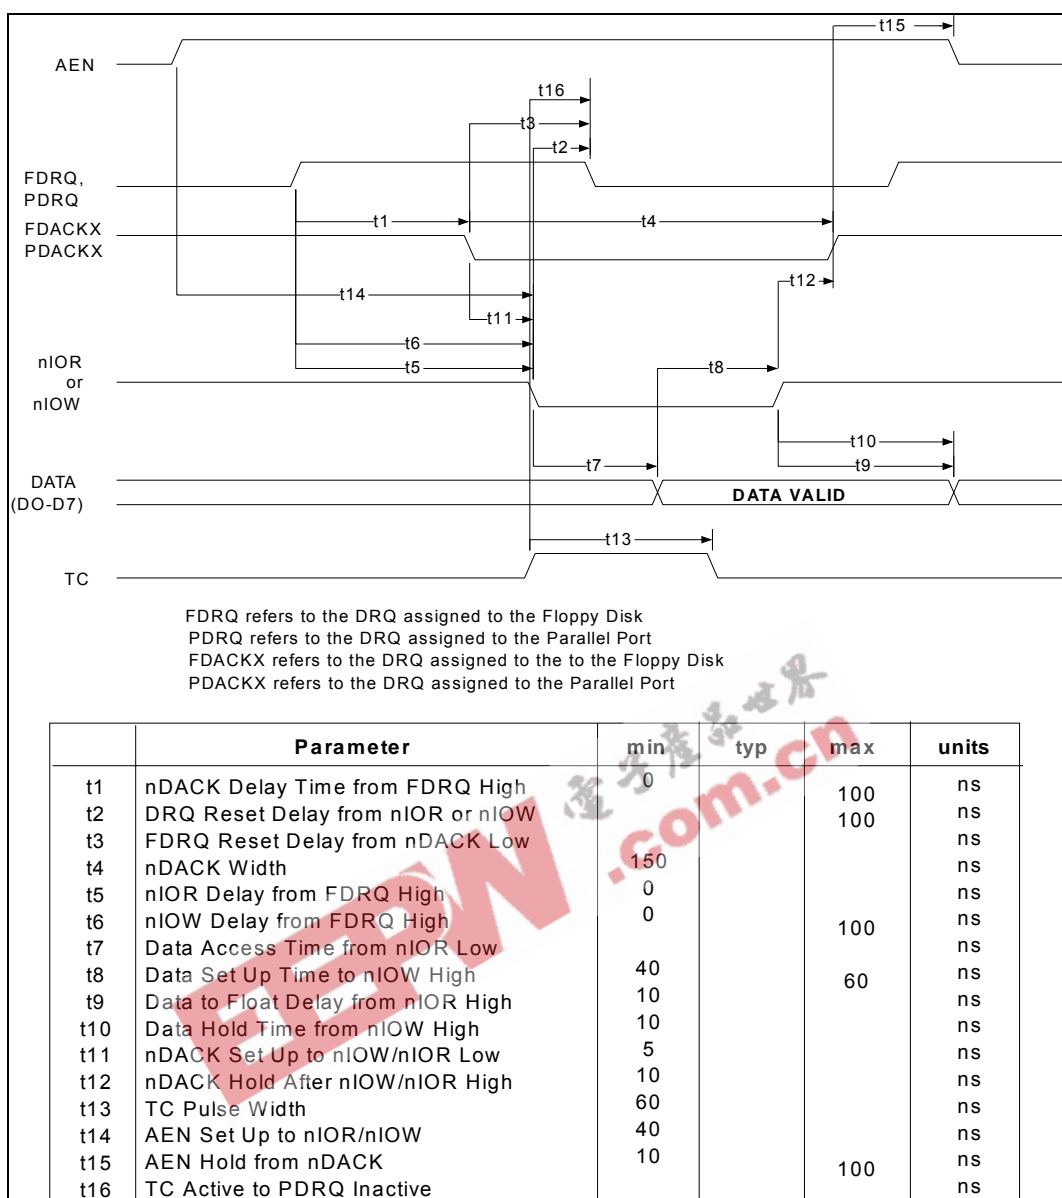 t15
AEN
t16
t3
t2
FDRQ,
PDRQ
t1
t4
FDACKX
PDACKX
t12
t14
t11
t6
t5
nIOR
or
nIOW
t8
t10
t9
t7
DATA
(DO-D7)
DATA VALID
t13
TC
FDRQ refers to the DRQ assigned to the Floppy Disk
PDRQ refers to the DRQ assigned to the Parallel Port
FDACKX refers to the DRQ assigned to the to the Floppy Disk
PDACKX refers to the DRQ assigned to the Parallel Port
Parameter min typ max units
t1 nDACK Delay Time from FDRQ High 0 ns
t2 DRQ Reset Delay from nIOR or nIOW 100 ns
t3 FDRQ Reset Delay from nDACK Low 100 ns
t4 nDACK Width 150 ns
t5 nIOR Delay from FDRQ High 0 ns
t6 nIOW Delay from FDRQ High 0 ns
t7 Data Access Time from nIOR Low 100 ns
t8 Data Set Up Time to nIOW High 40 ns
t9 Data to Float Delay from nIOR High 10 60 ns
t10 Data Hold Time from nIOW High 10 ns
t11 nDACK Set Up to nIOW/nIOR Low 5 ns
t12 nDACK Hold After nIOW/nIOR High 10 ns
t13 TC Pulse Width 60 ns
t14 AEN Set Up to nIOR/nIOW 40 ns
t15 AEN Hold from nDACK 10 ns
t16 TC Active to PDRQ Inactive 100 ns
電子產品世界
EEPW.com.cn